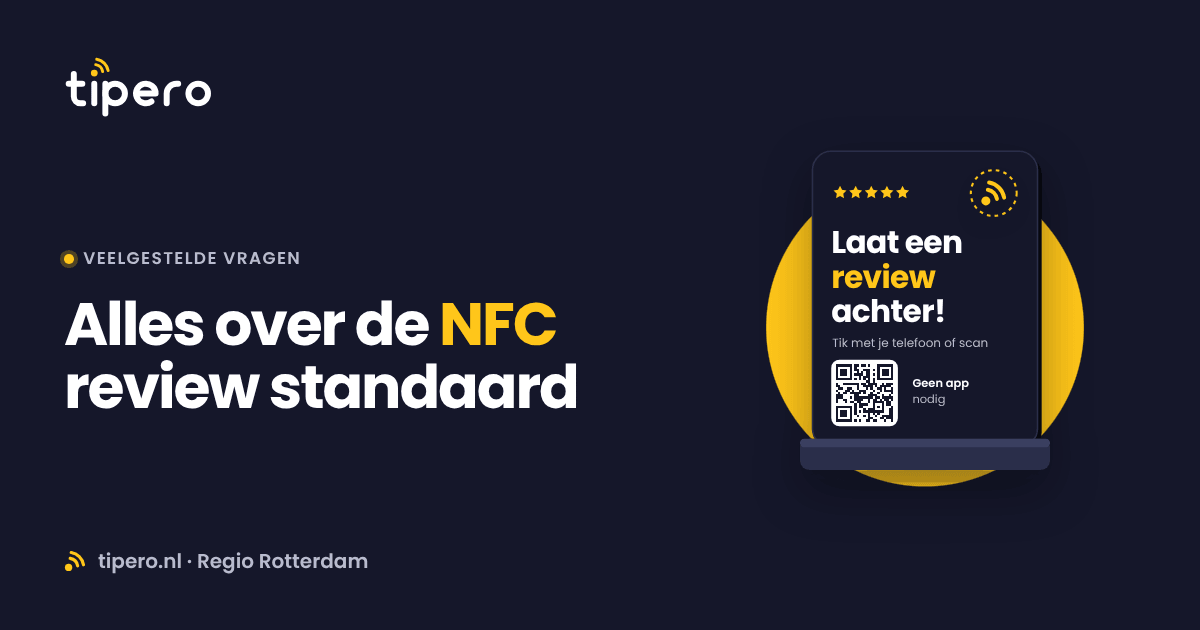 tipero
VEELGESTELDE VRAGEN
Alles over de NFC
review standaard
tipero.nl · Regio Rotterdam
Laat een
review
achter!
Tik met je telefoon of scan
Geen app
nodig